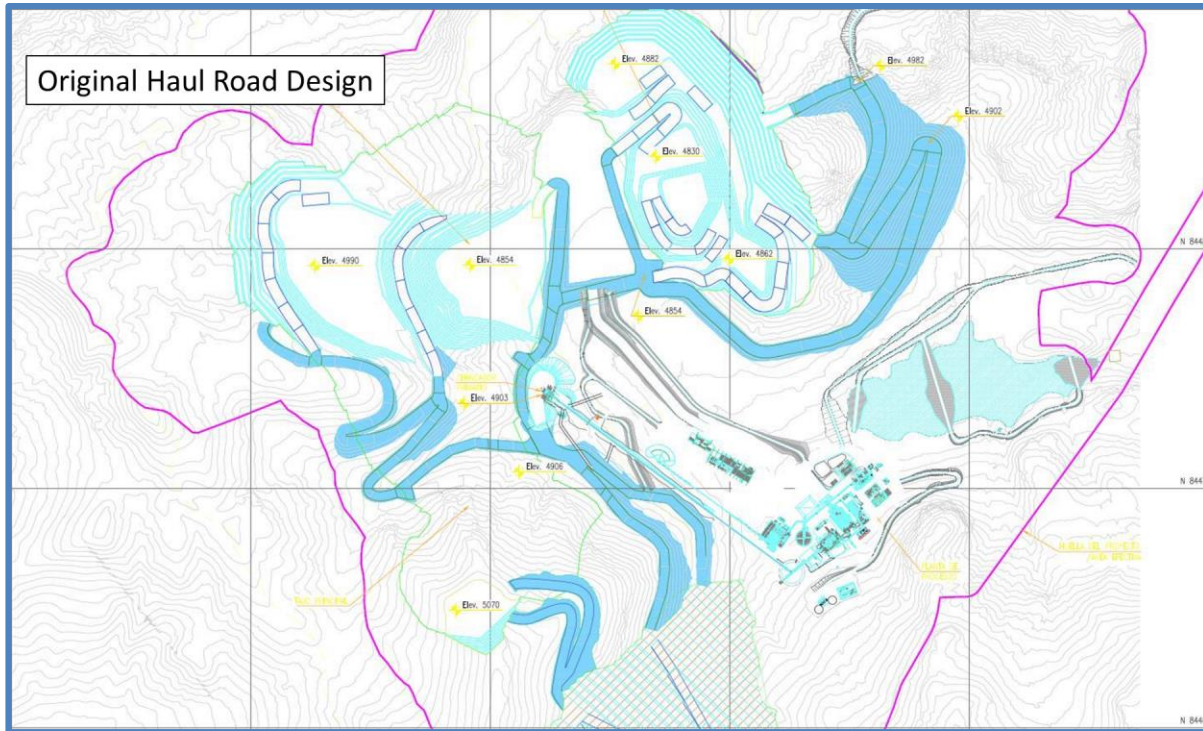 Original Haul Road Design
Elev. 4882
Elev. 4982
Elev. 4902
Elev. 4830
N 844
Elev. 4990
Elev. 4854
Elev. 4862
Elev. 4854
Elev. 4903
Elev. 4906
N 844
Elev. 5070
N 844